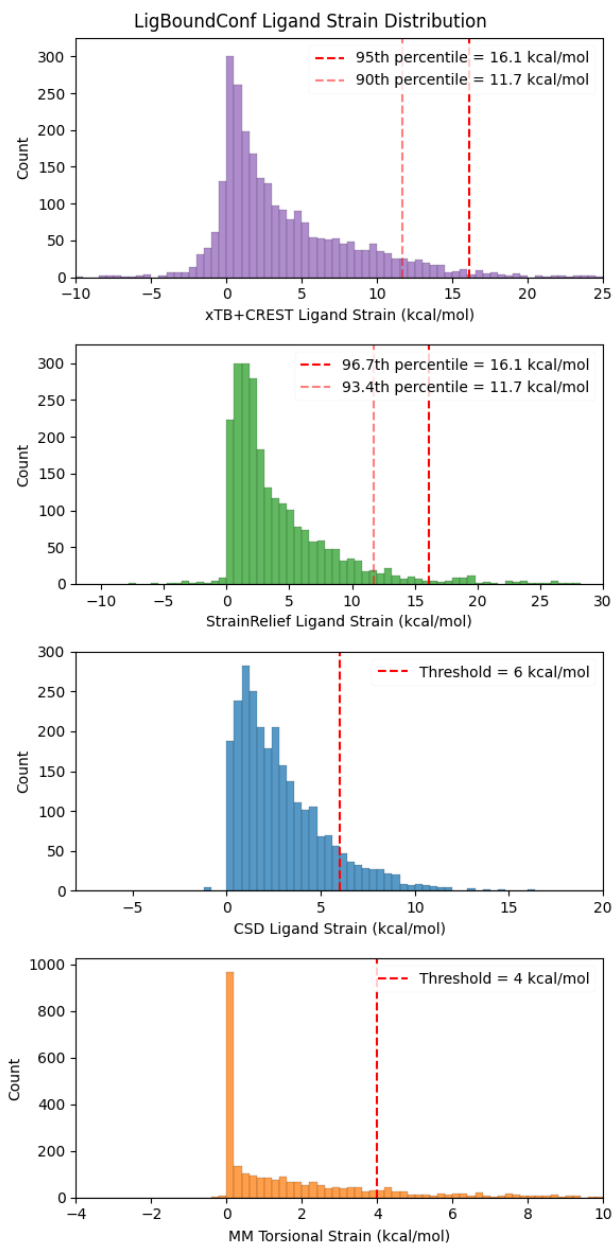 LigBoundConf Ligand Strain Distribution
95th percentile = 16.1 kcal/mol
90th percentile = 11.7 kcal/mol
Count
300
250
200
150
100
50
0
−10 −5 0 5 10 15 20 25
xTB+CREST Ligand Strain (kcal/mol)
96.7th percentile = 16.1 kcal/mol
93.4th percentile = 11.7 kcal/mol
Count
300
250
200
150
100
50
0
−10 −5 0 5 10 15 20 25 30
StrainRelief Ligand Strain (kcal/mol)
Threshold = 6 kcal/mol
Count
300
250
200
150
100
50
0
−5 0 5 10 15 20
CSD Ligand Strain (kcal/mol)
Threshold = 4 kcal/mol
Count
1000
800
600
400
200
0
−4 −2 0 2 4 6 8 10
MM Torsional Strain (kcal/mol)